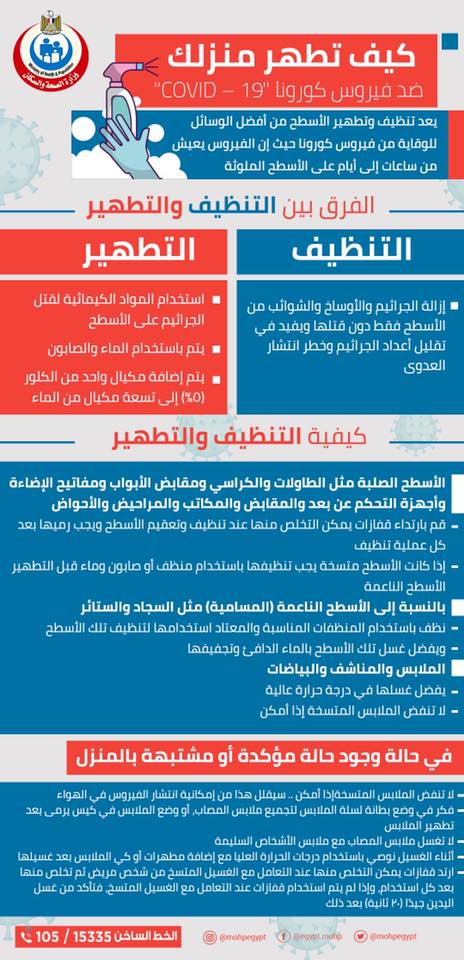 Ministry of Health & Population
وزارة الصحة والسكان
كيف تطهر منزلك
ضد فيروس كورونا "COVID – 19"
يعد تنظيف وتطهير الأسطح من أفضل الوسائل
للوقاية من فيروس كورونا حيث إن الفيروس يعيش
من ساعات إلى أيام على الأسطح الملوثة
الفرق بين التنظيف والتطهير
التنظيف
إزالة الجراثيم والأوساخ والشوائب من
الأسطح فقط دون قتلها ويفيد في
تقليل أعداد الجراثيم وخطر انتشار
العدوى
التطهير
استخدام المواد الكيمائية لقتل
الجراثيم على الأسطح
يتم باستخدام الماء والصابون
يتم إضافة مكيال واحد من الكلور
(٥%) إلى تسعة مكيال من الماء
كيفية التنظيف والتطهير
الأسطح الصلبة مثل الطاولات والكراسي ومقابض الأبواب ومفاتيح الإضاءة
وأجهزة التحكم عن بعد والمقابض والمكاتب والمراحيض والأحواض
- قم بارتداء قفازات يمكن التخلص منها عند تنظيف وتعقيم الأسطح ويجب رميها بعد
كل عملية تنظيف
- إذا كانت الأسطح متسخة يجب تنظيفها باستخدام منظف أو صابون وماء قبل التطهير
الأسطح الناعمة
بالنسبة إلى الأسطح الناعمة (المسامية) مثل السجاد والستائر
- نظف باستخدام المنظفات المناسبة والمعتاد استخدامها لتنظيف تلك الأسطح
- ويفضل غسل تلك الأسطح بالماء الدافئ وتجفيفها
الملابس والمناشف والبياضات
- يفضل غسلها في درجة حرارة عالية
- لا تنفض الملابس المتسخة إذا أمكن
في حالة وجود حالة مؤكدة أو مشتبهة بالمنزل
- لا تنفض الملابس المتسخةإذا أمكن .. سيقلل هذا من إمكانية انتشار الفيروس في الهواء
- فكر في وضع بطانة لسلة الملابس لتجميع ملابس المصاب, أو وضع الملابس في كيس يرمى بعد
تطهير الملابس
- لا تغسل ملابس المصاب مع ملابس الأشخاص السليمة
- أثناء الغسيل نوصي باستخدام درجات الحرارة العليا مع إضافة مطهرات أو كي الملابس بعد غسيلها
- ارتد قفازات يمكن التخلص منها عند التعامل مع الغسيل المتسخ من شخص مريض ثم تخلص منها
بعد كل استخدام, وإذا لم يتم استخدام قفازات عند التعامل مع الغسيل المتسخ, فتأكد من غسل
اليدين جيدًا (٢٠ ثانية) بعد ذلك
@mohpegypt
@egypt.mohp
@mohpegypt
الخط الساخن 15335 / 105